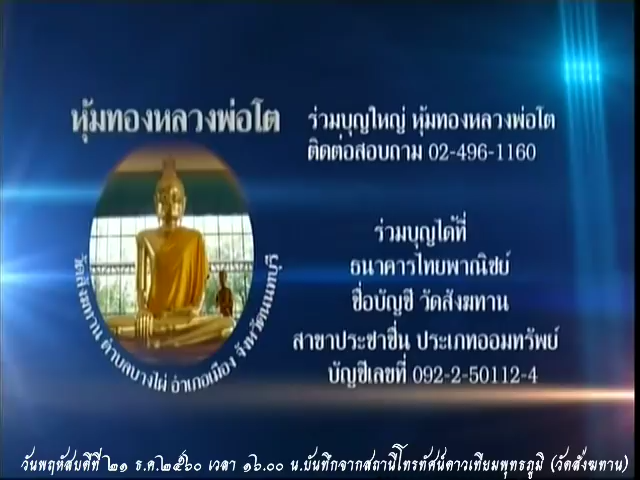 หุ้มทองหลวงพ่อโต
ร่วมบุญใหญ่ หุ้มทองหลวงพ่อโต
ติดต่อสอบถาม 02-496-1160
วัดสังฆทาน ตำบลบางไผ่ อำเภอเมือง จังหวัดนนทบุรี
ร่วมบุญได้ที่
ธนาคารไทยพาณิชย์
ชื่อบัญชี วัดสังฆทาน
สาขาประชาชื่น ประเภทออมทรัพย์
บัญชีเลขที่ 092-2-50112-4
วันพฤหัสบดีที่ ๒๑ ธ.ค.๒๕๖๐ เวลา ๑๖.๐๐ น.บันทึกจากสถานีโทรทัศน์ดาวเทียมพุทธภูมิ (วัดสังฆทาน)